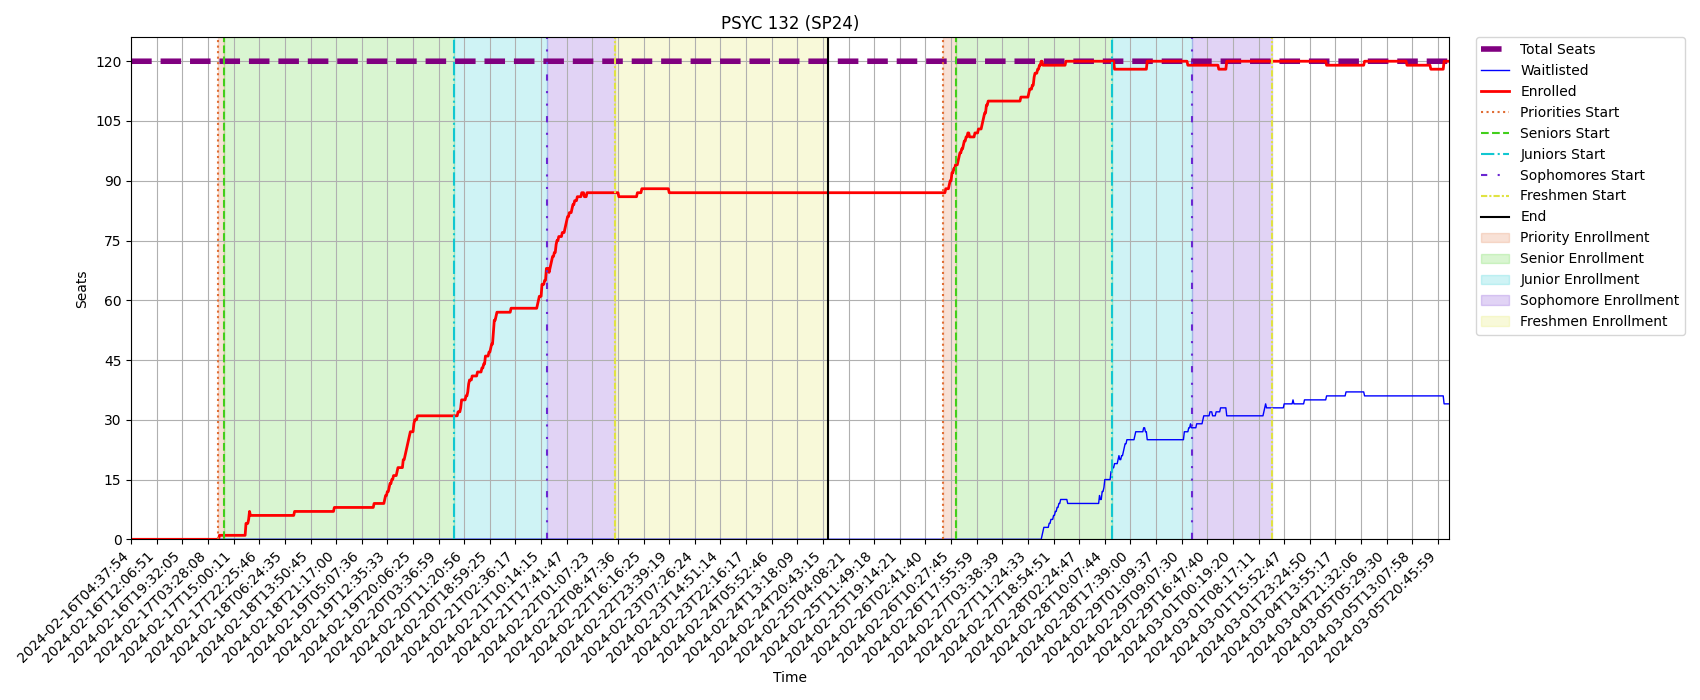 PSYC 132 (SP24)
Seats
120
105
90
75
60
45
30
15
0
2024-02-16T04:37:54
2024-02-16T12:06:51
2024-02-16T19:32:05
2024-02-17T03:28:08
2024-02-17T15:00:11
2024-02-17T22:25:46
2024-02-18T06:24:35
2024-02-18T13:50:45
2024-02-18T21:17:00
2024-02-19T05:07:36
2024-02-19T12:35:33
2024-02-19T20:06:25
2024-02-20T03:36:59
2024-02-20T11:20:56
2024-02-20T18:59:25
2024-02-21T02:36:17
2024-02-21T10:14:15
2024-02-21T17:41:47
2024-02-22T01:07:23
2024-02-22T08:47:36
2024-02-22T16:16:25
2024-02-22T23:39:19
2024-02-23T07:26:24
2024-02-23T14:51:14
2024-02-23T22:16:17
2024-02-24T05:52:46
2024-02-24T13:18:09
2024-02-24T20:43:15
2024-02-25T04:08:21
2024-02-25T11:49:18
2024-02-25T19:14:21
2024-02-26T02:41:40
2024-02-26T10:27:45
2024-02-26T17:55:59
2024-02-27T03:38:39
2024-02-27T11:24:33
2024-02-27T18:54:51
2024-02-28T02:24:47
2024-02-28T10:07:44
2024-02-28T17:39:00
2024-02-29T01:09:37
2024-02-29T09:07:30
2024-02-29T16:47:40
2024-03-01T00:19:20
2024-03-01T08:17:11
2024-03-01T15:52:47
2024-03-01T23:24:50
2024-03-04T13:55:17
2024-03-04T21:32:06
2024-03-05T05:29:30
2024-03-05T13:07:58
2024-03-05T20:45:59
Time
Total Seats
Waitlisted
Enrolled
Priorities Start
Seniors Start
Juniors Start
Sophomores Start
Freshmen Start
End
Priority Enrollment
Senior Enrollment
Junior Enrollment
Sophomore Enrollment
Freshmen Enrollment